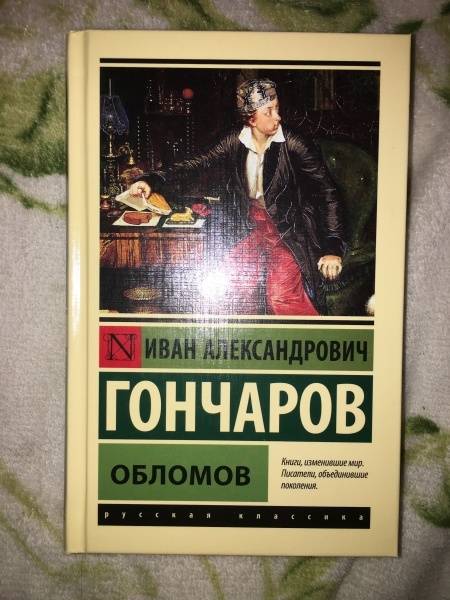 N
ИВАН АЛЕКСАНДРОВИЧ
ГОНЧАРОВ
ОБЛОМОВ
Книги, изменившие мир.
Писатели, объединившие
поколения.
русская классика